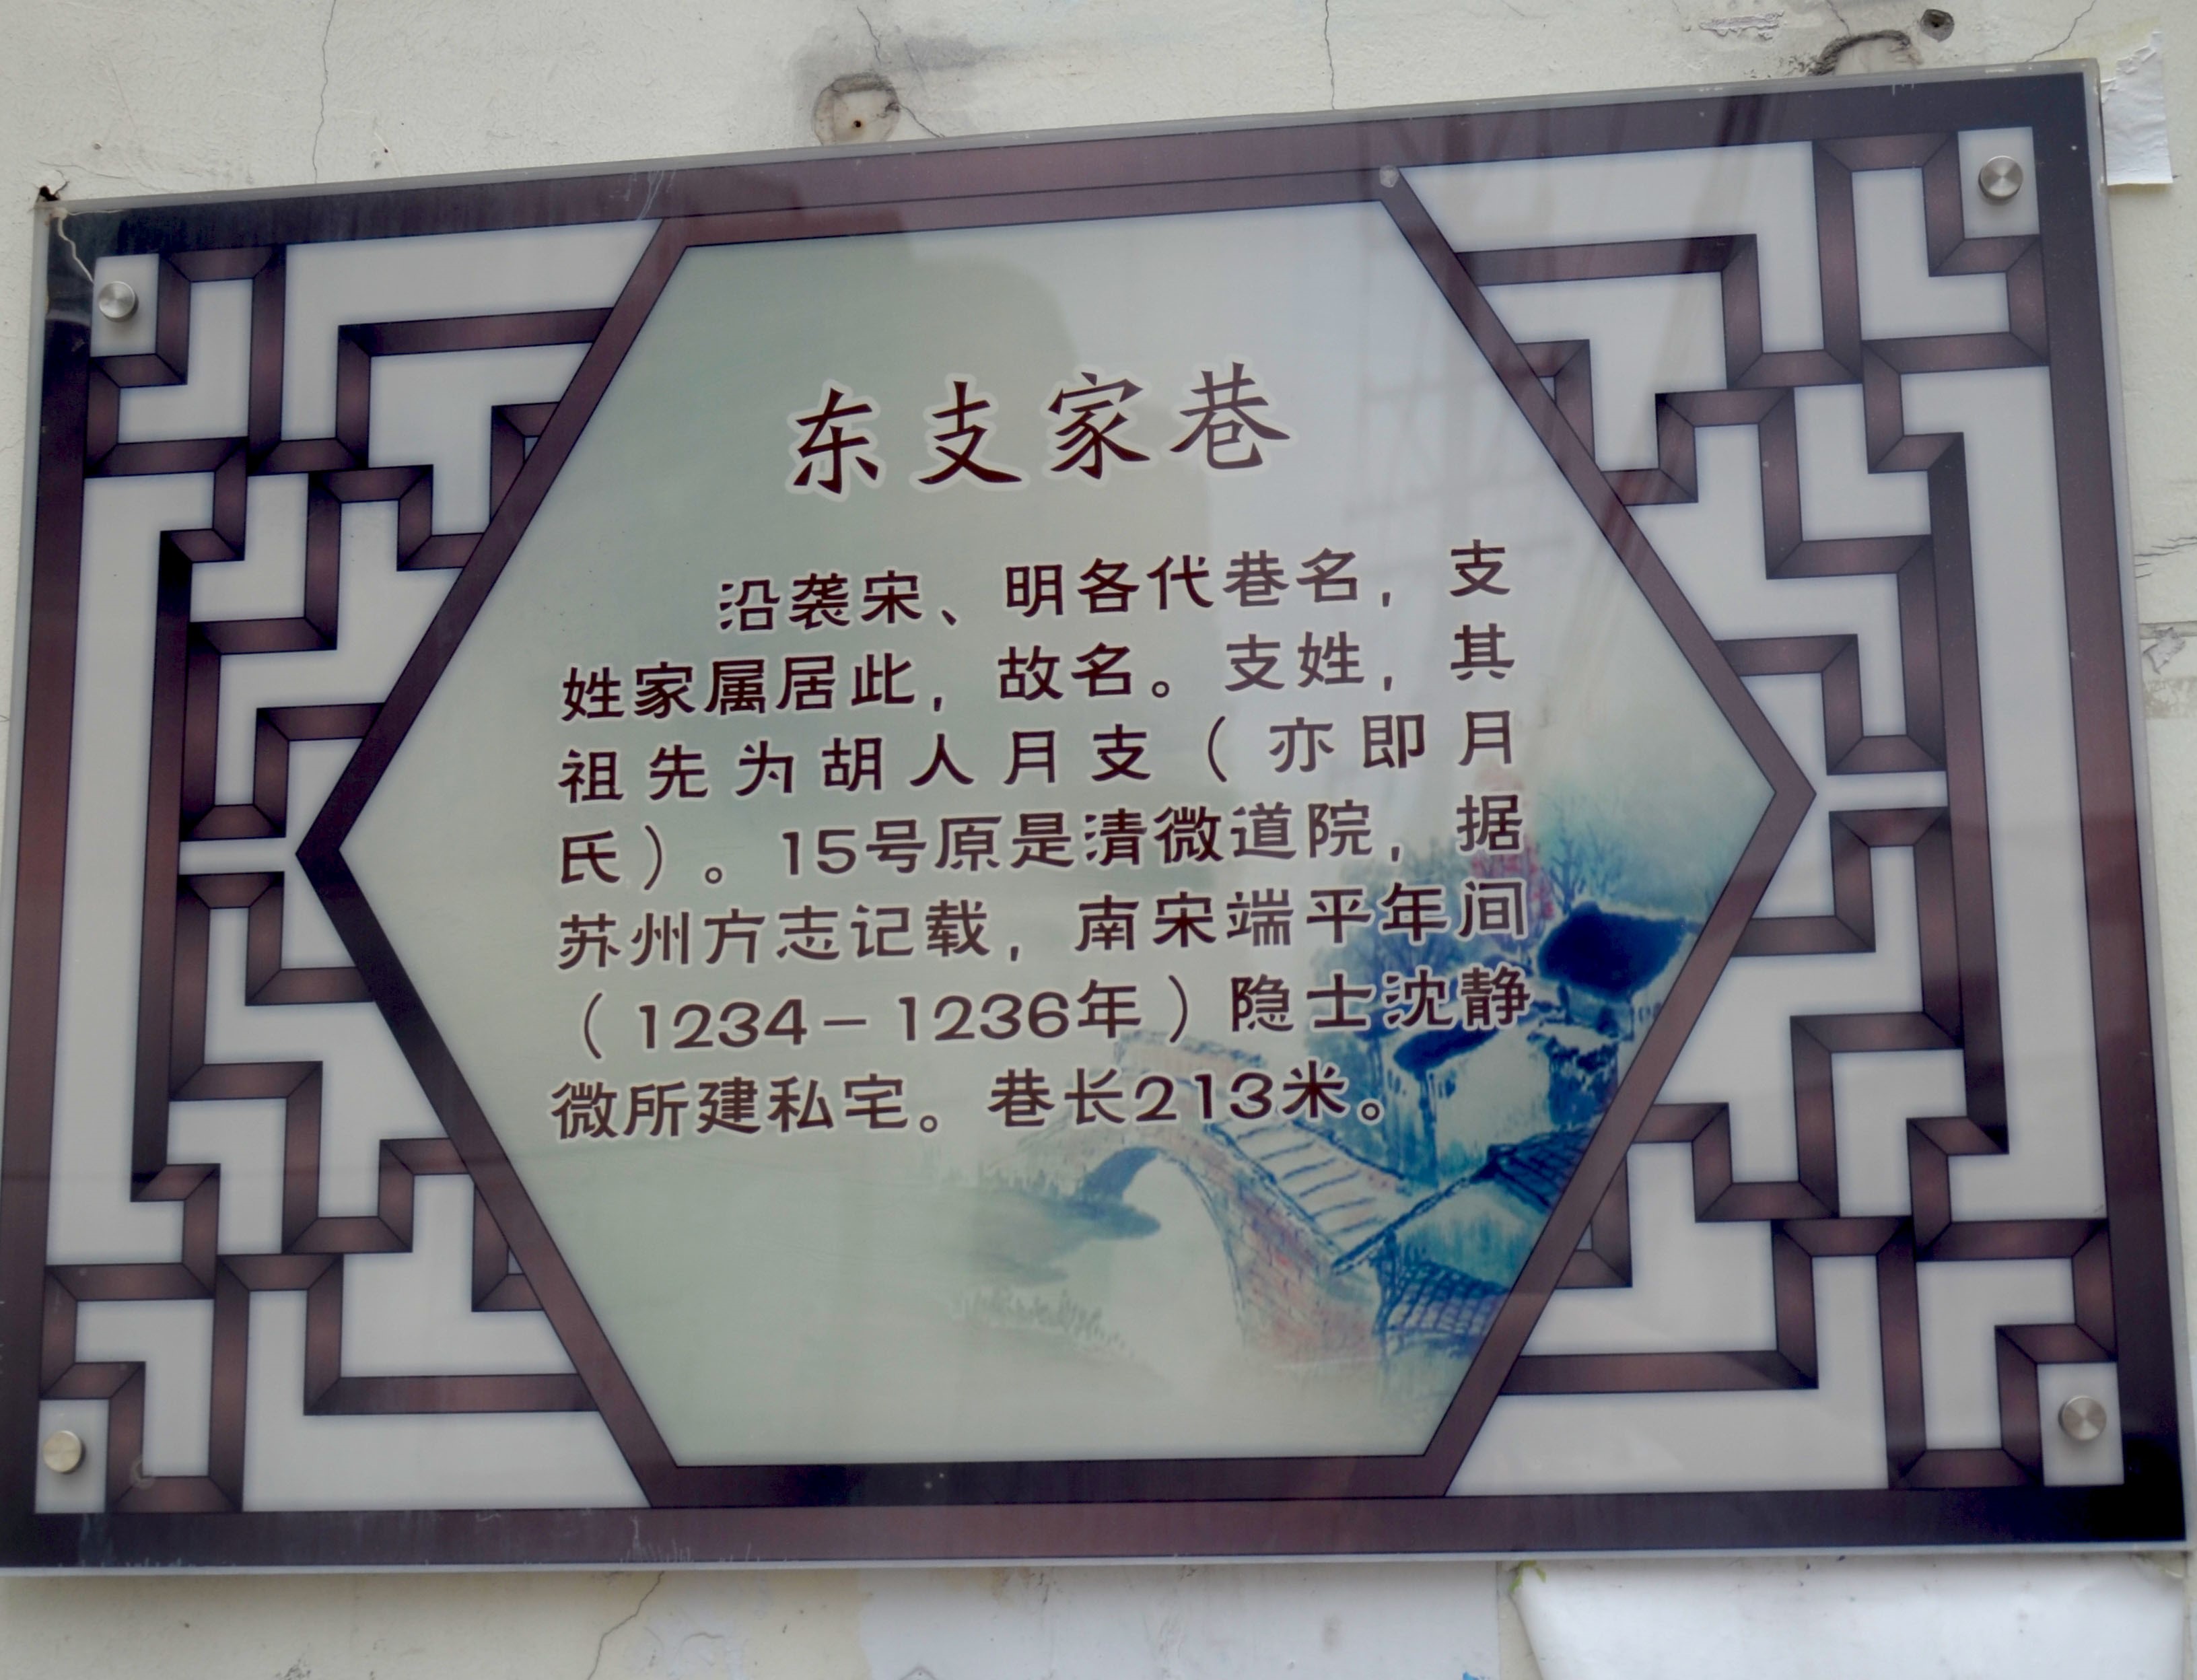 东支家巷
沿袭宋、明各代巷名，支
姓家属居此，故名。支姓，其
祖先为胡人月支（亦即月
氏）。15号原是清微道院，据
苏州方志记载，南宋端平年间
（1234－1236年）隐士沈静
微所建私宅。巷长213米。